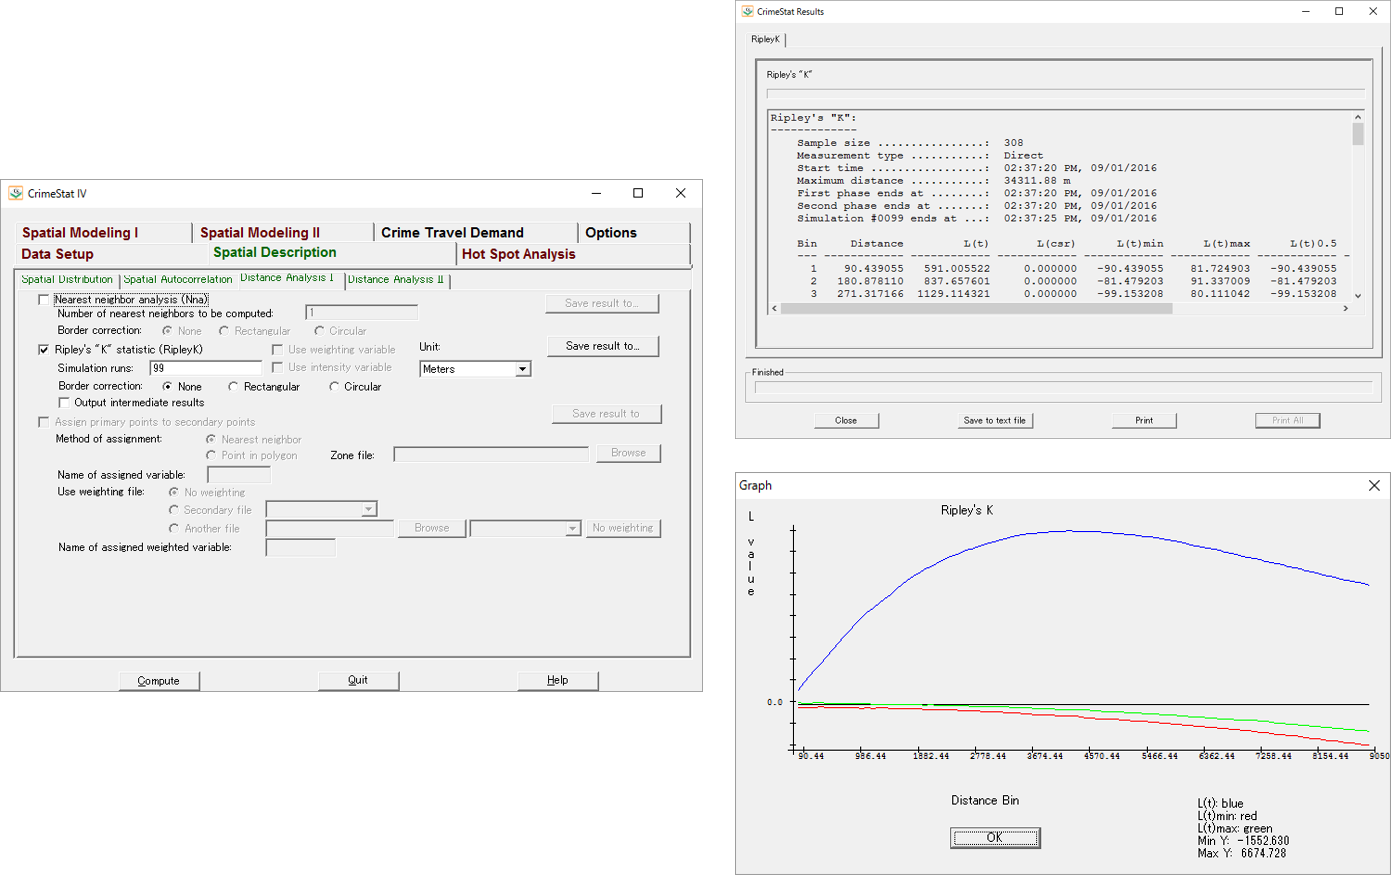 CrimeStat IV
Spatial Modeling I Spatial Modeling II Crime Travel Demand Options
Data Setup Spatial Description Hot Spot Analysis
Spatial Distribution Spatial Autocorrelation Distance Analysis I Distance Analysis II
Nearest neighbor analysis (Nna) Save result to...
Number of nearest neighbors to be computed: 1
Border correction: None Rectangular Circular
Ripley's "K" statistic (RipleyK) Use weighting variable Unit: Save result to...
Simulation runs: 99 Use intensity variable Meters
Border correction: None Rectangular Circular
Output intermediate results
Assign primary points to secondary points Save result to
Method of assignment: Nearest neighbor
Point in polygon Zone file: Browse
Name of assigned variable:
Use weighting file: No weighting
Secondary file
Another file Browse No weighting
Name of assigned weighted variable:
Compute Quit Help
CrimeStat Results
RipleyK
Ripley's "K"
Ripley's "K":
-------------
Sample size ................: 308
Measurement type ...........: Direct
Start time .................: 02:37:20 PM, 09/01/2016
Maximum distance ...........: 34311.88 m
First phase ends at ........: 02:37:20 PM, 09/01/2016
Second phase ends at .......: 02:37:20 PM, 09/01/2016
Simulation #0099 ends at ...: 02:37:25 PM, 09/01/2016
Bin Distance L(t) L(csr) L(t)min L(t)max L(t)0.5
--- -------- ---- ------ ------- ------- ------- -
1 90.439055 591.005522 0.000000 -90.439055 81.724903 -90.439055
2 180.878110 837.657601 0.000000 -81.479203 91.337009 -81.479203
3 271.317166 1129.114321 0.000000 -99.153208 80.111042 -99.153208
Finished
Close Save to text file Print Print All
Graph
Ripley's K
L value
0.0
90.44 986.44 1882.44 2778.44 3674.44 4570.44 5466.44 6362.44 7258.44 8154.44 9050
Distance Bin
OK
L(t): blue
L(t)min: red
L(t)max: green
Min Y: -1552.630
Max Y: 6674.728